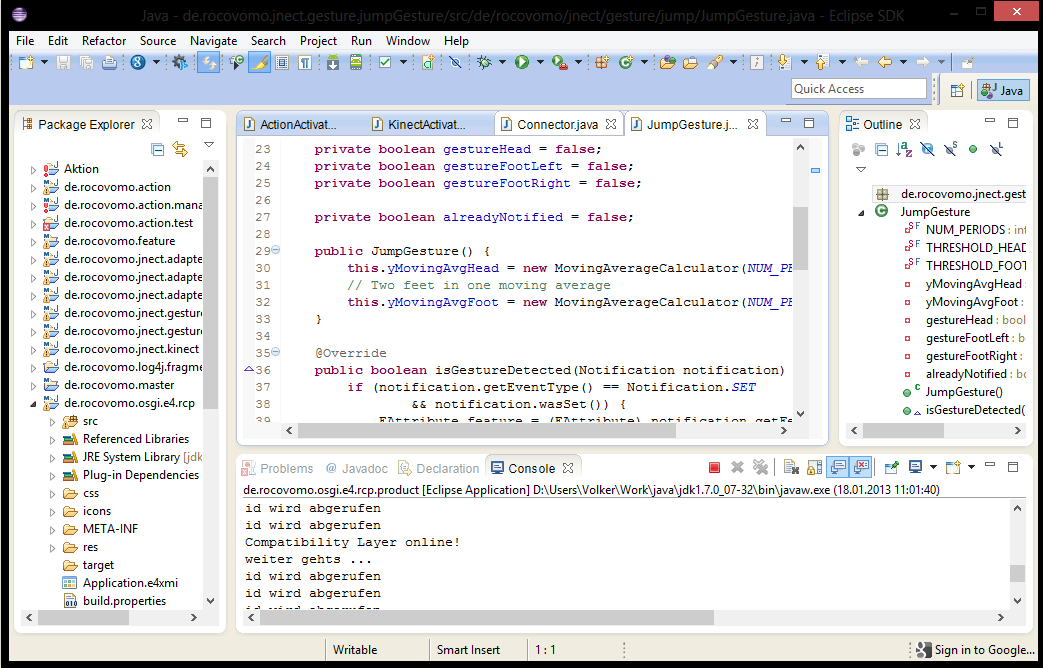 Java - de.rocovomo.jnect.gesture.jumpGesture/src/de/rocovomo/jnect/gesture/jump/JumpGesture.java - Eclipse SDK
File Edit Refactor Source Navigate Search Project Run Window Help
Quick Access
Java
Package Explorer
Aktion
de.rocovomo.action
de.rocovomo.action.mana
de.rocovomo.action.test
de.rocovomo.feature
de.rocovomo.jnect.adapte
de.rocovomo.jnect.adapte
de.rocovomo.jnect.adapte
de.rocovomo.jnect.gesture
de.rocovomo.jnect.gesture
de.rocovomo.jnect.kinect
de.rocovomo.log4j.fragme
de.rocovomo.master
de.rocovomo.osgi.e4.rcp
src
Referenced Libraries
JRE System Library [jdk
Plug-in Dependencies
css
icons
META-INF
res
target
Application.e4xmi
build.properties
ActionActivat... KinectActivat... Connector.java JumpGesture.j...
23 private boolean gestureHead = false;
24 private boolean gestureFootLeft = false;
25 private boolean gestureFootRight = false;
26
27 private boolean alreadyNotified = false;
28
29 public JumpGesture() {
30 this.yMovingAvgHead = new MovingAverageCalculator(NUM_PE
31 // Two feet in one moving average
32 this.yMovingAvgFoot = new MovingAverageCalculator(NUM_PE
33 }
34
35 @Override
36 public boolean isGestureDetected(Notification notification)
37 if (notification.getEventType() == Notification.SET
38 && notification.wasSet()) {
39 EAttribute feature = (EAttribute) notification.getFe
Outline
de.rocovomo.jnect.gest
JumpGesture
NUM_PERIODS : int
THRESHOLD_HEAD
THRESHOLD_FOOT
yMovingAvgHead
yMovingAvgFoot :
gestureHead : bool
gestureFootLeft : b
gestureFootRight :
alreadyNotified : bo
JumpGesture()
isGestureDetected(
Problems @ Javadoc Declaration Console
de.rocovomo.osgi.e4.rcp.product [Eclipse Application] D:\Users\Volker\Work\java\jdk1.7.0_07-32\bin\javaw.exe (18.01.2013 11:01:40)
id wird abgerufen
id wird abgerufen
Compatibility Layer online!
weiter gehts ...
id wird abgerufen
id wird abgerufen
id wird abgerufen
Writable Smart Insert 1 : 1 Sign in to Google...